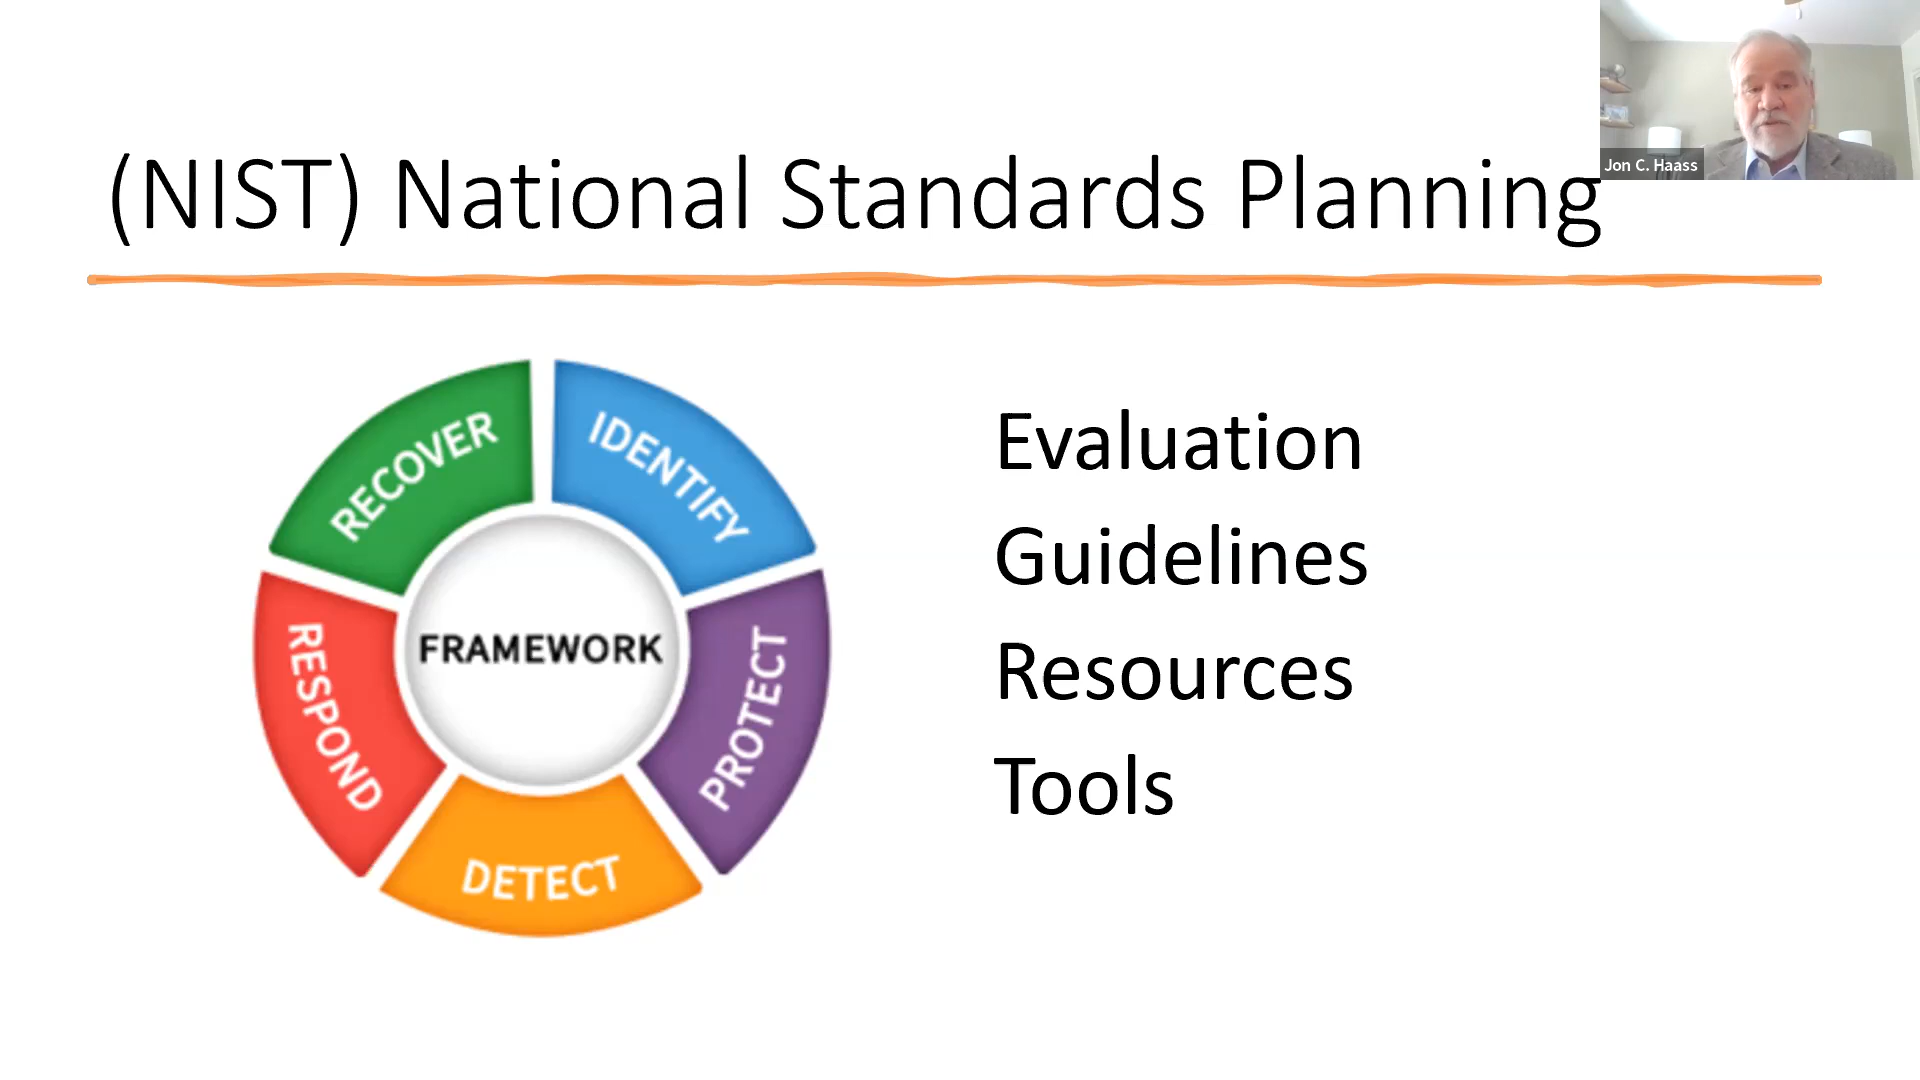 Jon C. Haass
(NIST) National Standards Planning
RECOVER
IDENTIFY
RESPOND
FRAMEWORK
PROTECT
DETECT
Evaluation
Guidelines
Resources
Tools